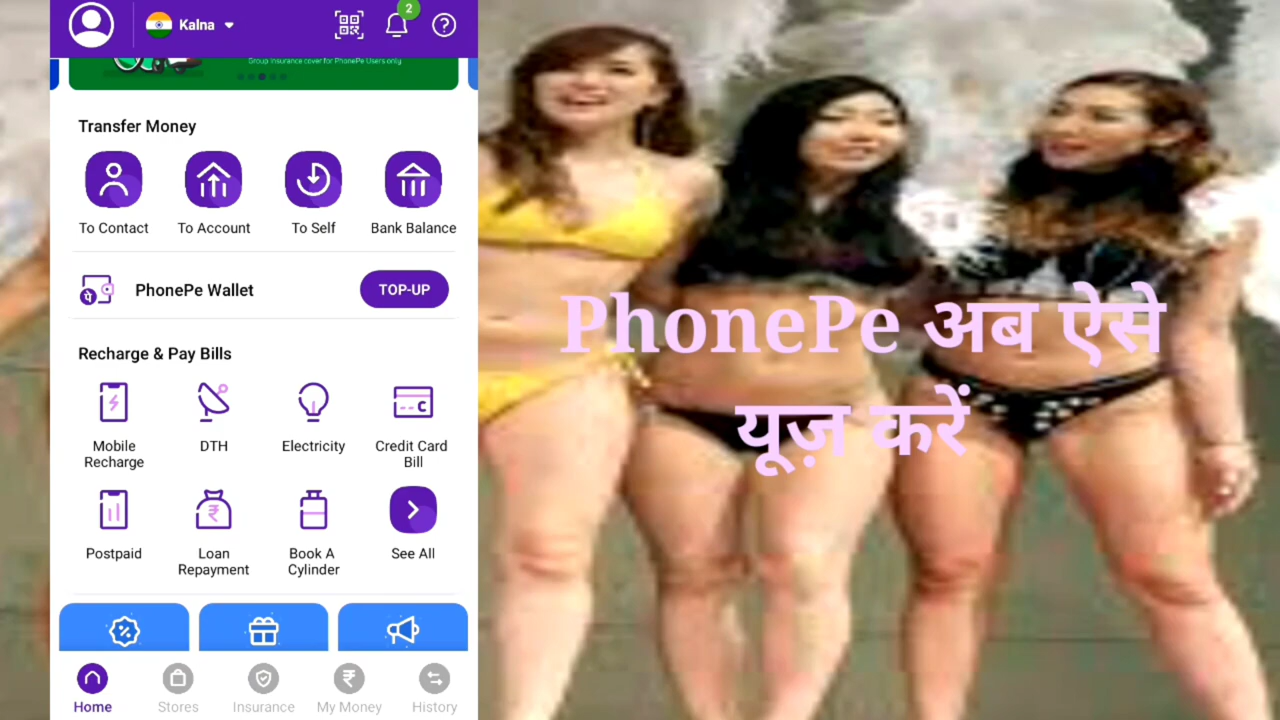 Kalna
2
Group Insurance cover for PhonePe Users only
Transfer Money
To Contact
To Account
To Self
Bank Balance
PhonePe Wallet
TOP-UP
Recharge & Pay Bills
Mobile
Recharge
DTH
Electricity
Credit Card
Bill
Postpaid
Loan
Repayment
Book A
Cylinder
See All
Home
Stores
Insurance
My Money
History
PhonePe अब ऐसे
यूज़ करें